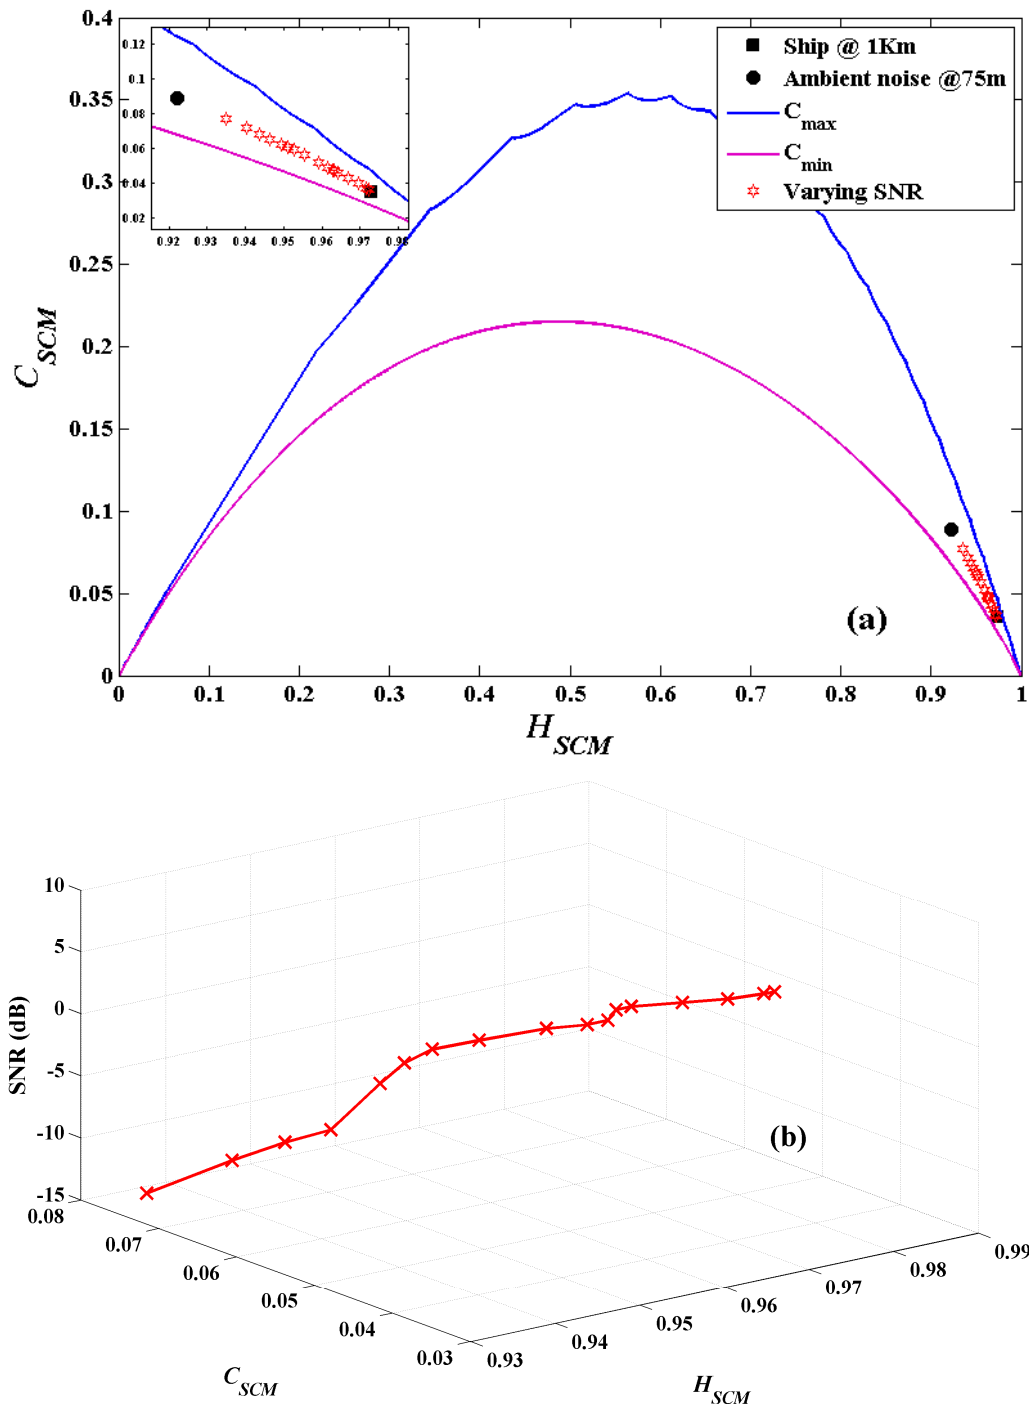 0.4
0.35
0.3
0.25
0.2
0.15
0.1
0.05
0
C_SCM
0.12
0.1
0.08
0.06
0.04
0.02
0.92 0.93 0.94 0.95 0.96 0.97 0.98
Ship @ 1Km
Ambient noise @75m
C_max
C_min
Varying SNR
(a)
0 0.1 0.2 0.3 0.4 0.5 0.6 0.7 0.8 0.9 1
H_SCM
10
5
0
-5
-10
-15
SNR (dB)
(b)
0.08
0.07
0.06
0.05
0.04
0.03
C_SCM
0.93
0.94
0.95
0.96
0.97
0.98
0.99
H_SCM